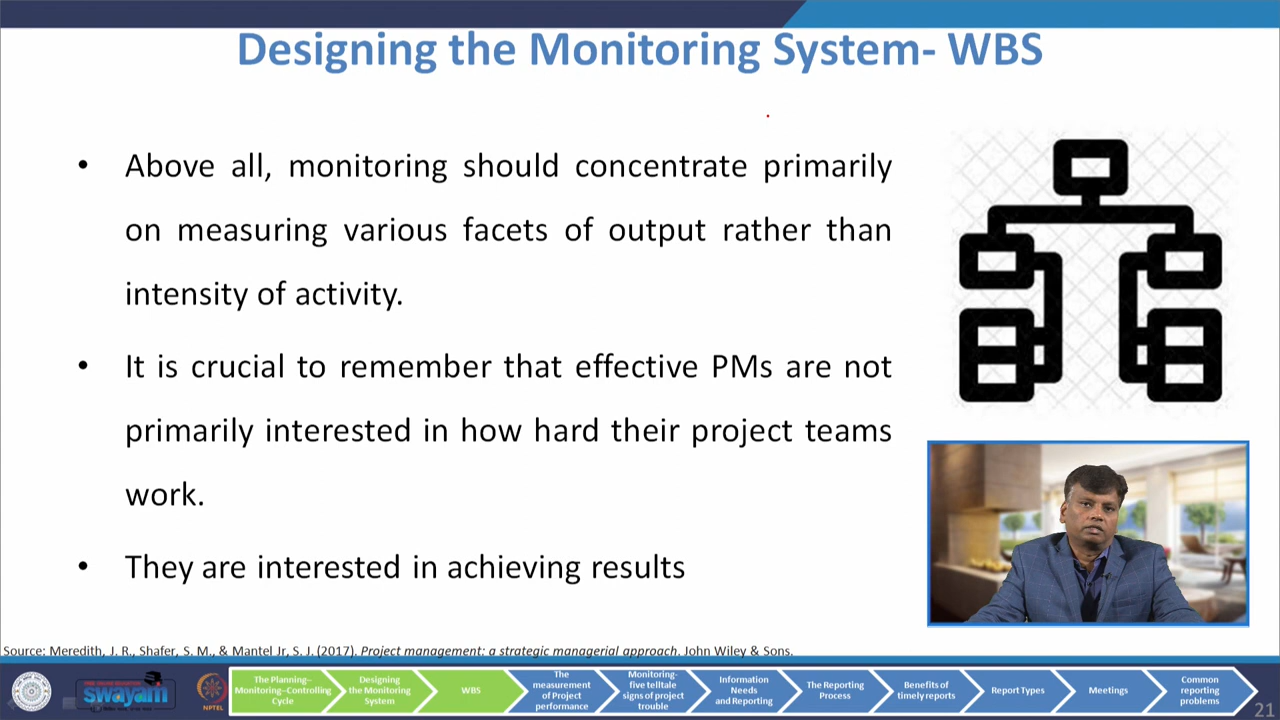 Designing the Monitoring System- WBS
• Above all, monitoring should concentrate primarily
on measuring various facets of output rather than
intensity of activity.
• It is crucial to remember that effective PMs are not
primarily interested in how hard their project teams
work.
• They are interested in achieving results
Source: Meredith, J. R., Shafer, S. M., & Mantel Jr, S. J. (2017). Project management: a strategic managerial approach. John Wiley & Sons.
swayam
NPTEL
The Planning–
Monitoring–Controlling
Cycle
Designing
the Monitoring
System
WBS
The
measurement
of Project
performance
Monitoring-
five telltale
signs of project
trouble
Information
Needs
and Reporting
The Reporting
Process
Benefits of
timely reports
Report Types
Meetings
Common
reporting
problems
21